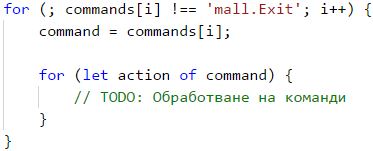 for (; commands[i] !== 'mall.Exit'; i++) {
    command = commands[i];

    for (let action of command) {
        // TODO: Обработване на команди
    }
}